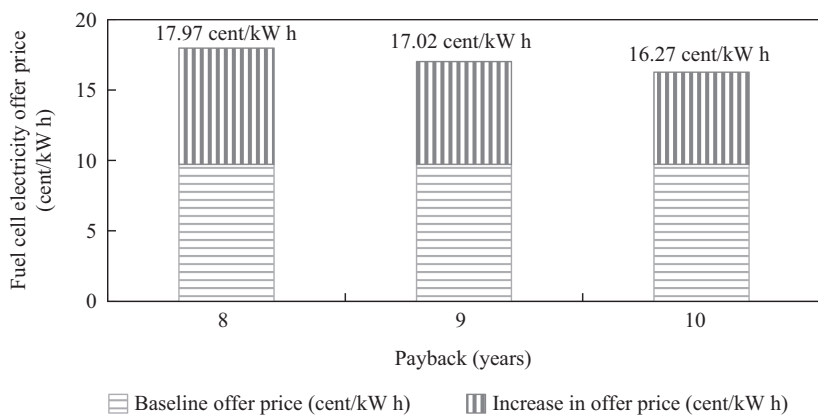 Fuel cell electricity offer price
(cent/kW h)
20
15
10
5
0
17.97 cent/kW h
17.02 cent/kW h
16.27 cent/kW h
8
9
10
Payback (years)
Baseline offer price (cent/kW h)
Increase in offer price (cent/kW h)